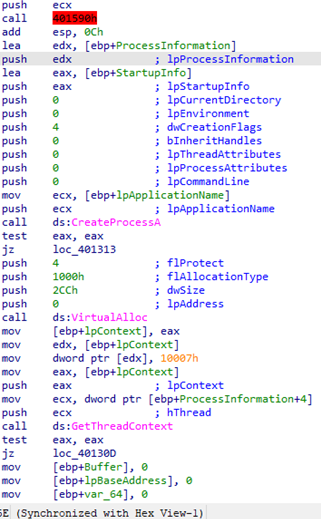 push ecx
call 401590h
add esp, 0Ch
lea edx, [ebp+ProcessInformation]
push edx ; lpProcessInformation
lea eax, [ebp+StartupInfo]
push eax ; lpStartupInfo
push 0 ; lpCurrentDirectory
push 0 ; lpEnvironment
push 4 ; dwCreationFlags
push 0 ; bInheritHandles
push 0 ; lpThreadAttributes
push 0 ; lpProcessAttributes
push 0 ; lpCommandLine
mov ecx, [ebp+lpApplicationName]
push ecx ; lpApplicationName
call ds:CreateProcessA
test eax, eax
jz loc_401313
push 4 ; flProtect
push 1000h ; flAllocationType
push 2CCh ; dwSize
push 0 ; lpAddress
call ds:VirtualAlloc
mov [ebp+lpContext], eax
mov edx, [ebp+lpContext]
mov dword ptr [edx], 10007h
mov eax, [ebp+lpContext]
push eax ; lpContext
mov ecx, dword ptr [ebp+ProcessInformation+4]
push ecx ; hThread
call ds:GetThreadContext
test eax, eax
jz loc_40130D
mov [ebp+Buffer], 0
mov [ebp+lpBaseAddress], 0
mov [ebp+var_64], 0
5E (Synchronized with Hex View-1)